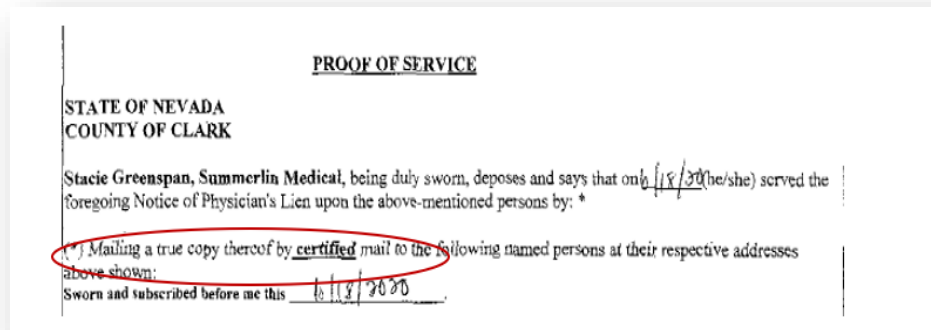 PROOF OF SERVICE
STATE OF NEVADA
COUNTY OF CLARK
Stacie Greenspan, Summerlin Medical, being duly sworn, deposes and says that on 6/18/20 (he/she) served the
foregoing Notice of Physician's Lien upon the above-mentioned persons by: *
(*) Mailing a true copy thereof by certified mail to the following named persons at their respective addresses
above shown:
Sworn and subscribed before me this 6/18/2020.